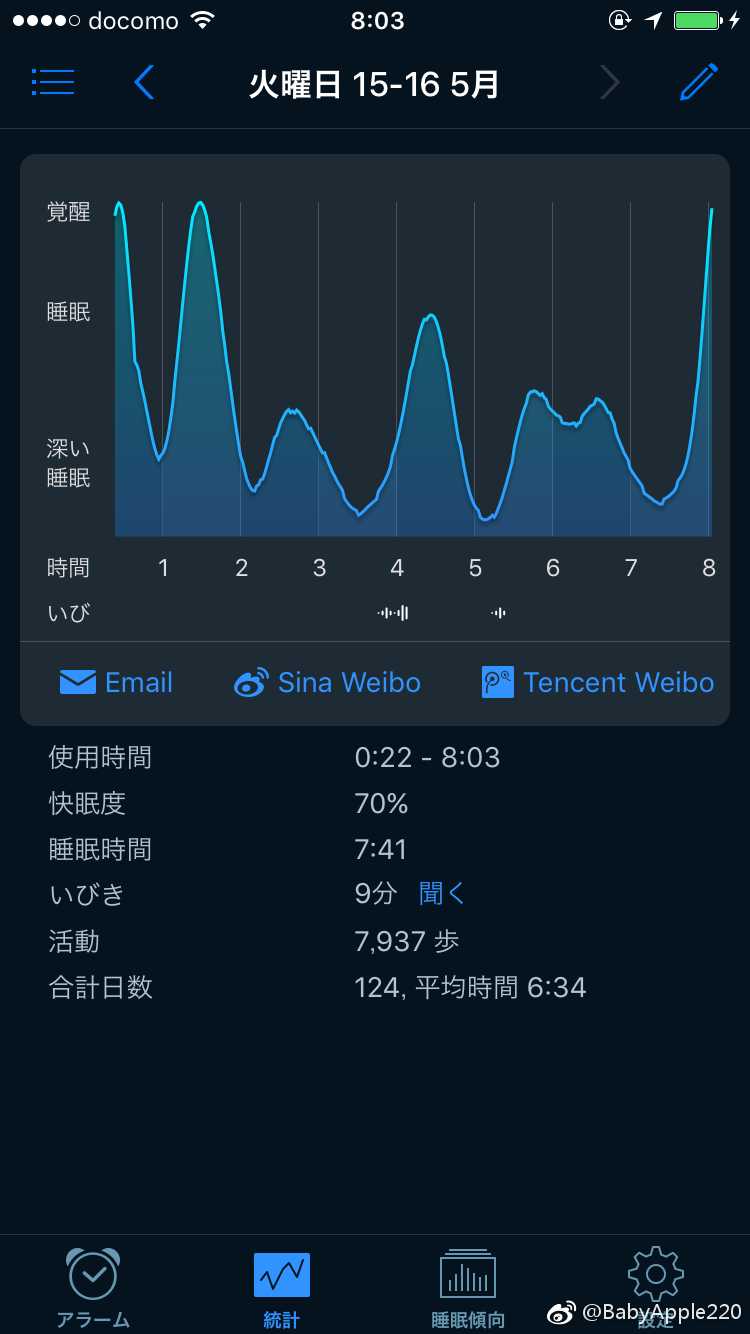 docomo 8:03
火曜日 15-16 5月
覚醒
睡眠
深い
睡眠
時間 1 2 3 4 5 6 7 8
いび
Email Sina Weibo Tencent Weibo
使用時間 0:22 - 8:03
快眠度 70%
睡眠時間 7:41
いびき 9分 聞く
活動 7,937 歩
合計日数 124, 平均時間 6:34
アラーム 統計 睡眠傾向 設定
@BabyApple220